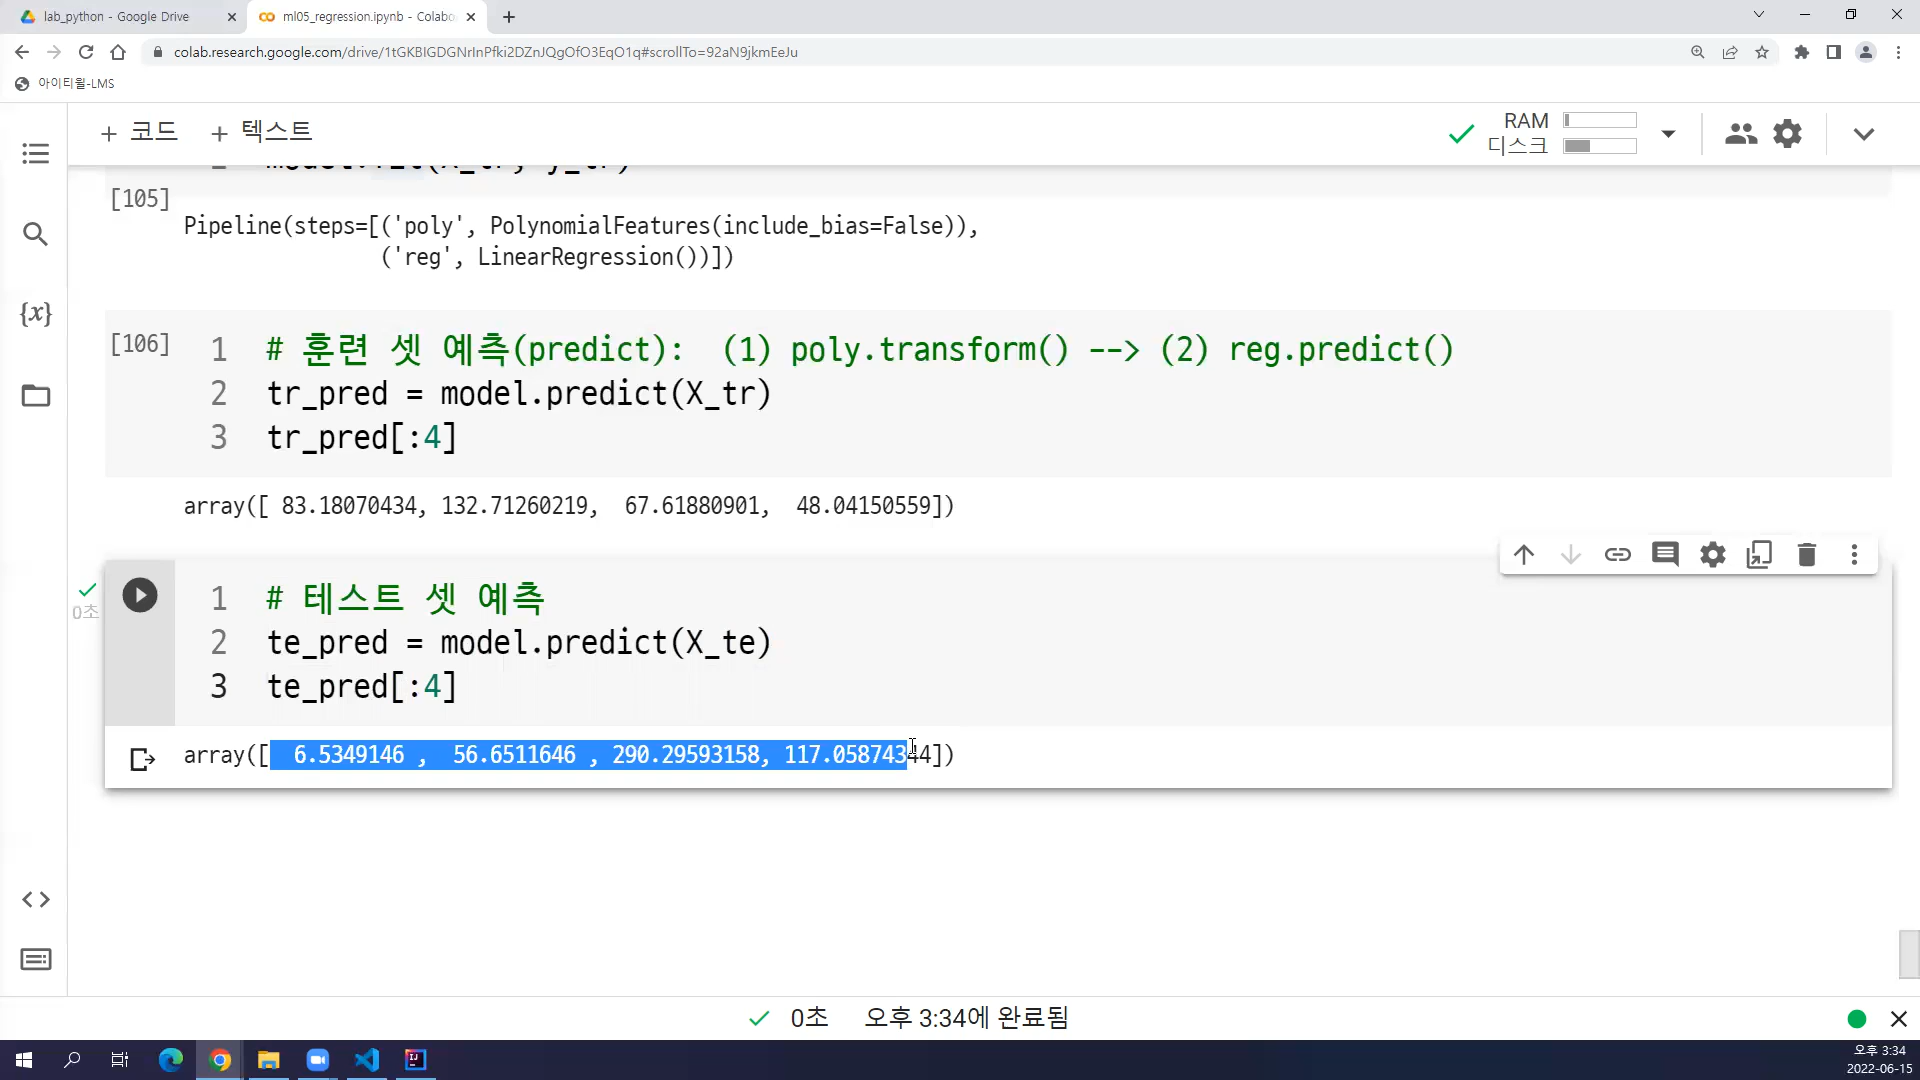 lab_python - Google Drive
ml05_regression.ipynb - Colabo
colab.research.google.com/drive/1tGKBIGDGNrInPfki2DZnJQgOfO3EqO1q#scrollTo=92aN9jkmEeJu
아이티윌-LMS
+ 코드 + 텍스트
RAM
디스크
[105]
Pipeline(steps=[('poly', PolynomialFeatures(include_bias=False)),
('reg', LinearRegression())])
[106]
1 # 훈련 셋 예측(predict): (1) poly.transform() --> (2) reg.predict()
2 tr_pred = model.predict(X_tr)
3 tr_pred[:4]
array([ 83.18070434, 132.71260219, 67.61880901, 48.04150559])
0초
1 # 테스트 셋 예측
2 te_pred = model.predict(X_te)
3 te_pred[:4]
array([ 6.5349146 , 56.6511646 , 290.29593158, 117.05874344])
0초 오후 3:34에 완료됨
오후 3:34
2022-06-15